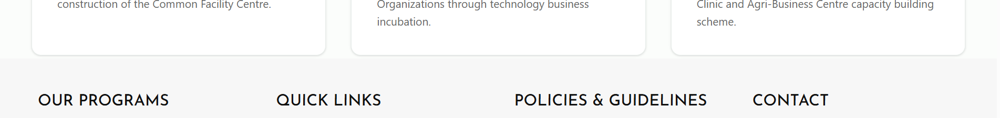 construction of the Common Facility Centre.
Organizations through technology business
incubation.
Clinic and Agri-Business Centre capacity building
scheme.
OUR PROGRAMS
QUICK LINKS
POLICIES & GUIDELINES
CONTACT